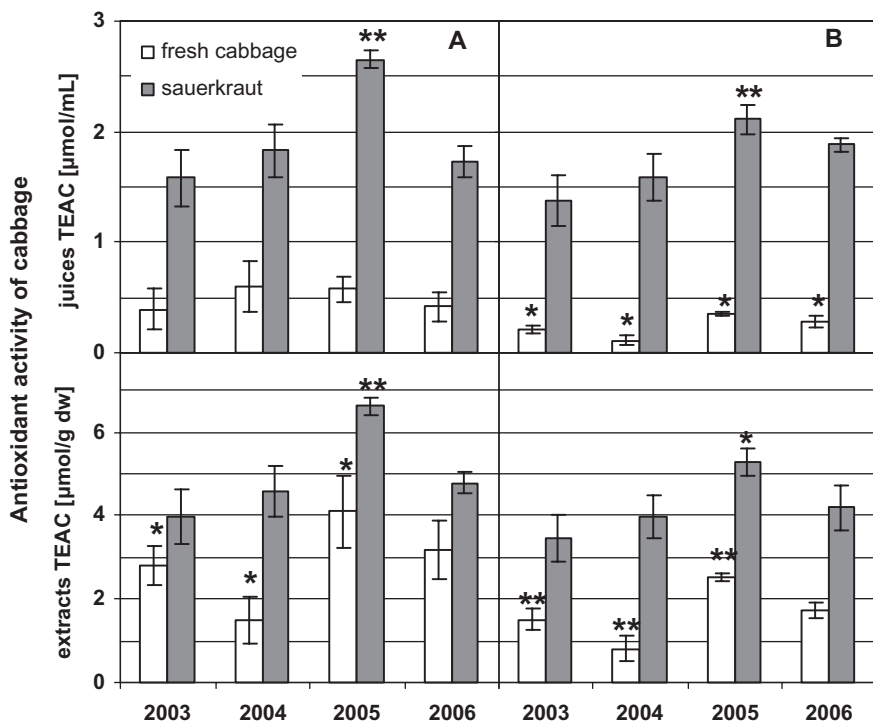 Antioxidant activity of cabbage
juices TEAC [µmol/mL]
3
2
1
0
fresh cabbage
sauerkraut
A
**
B
**
*
*
*
*
extracts TEAC [µmol/g dw]
6
4
2
0
*
*
*
**
**
**
**
*
2003 2004 2005 2006 2003 2004 2005 2006